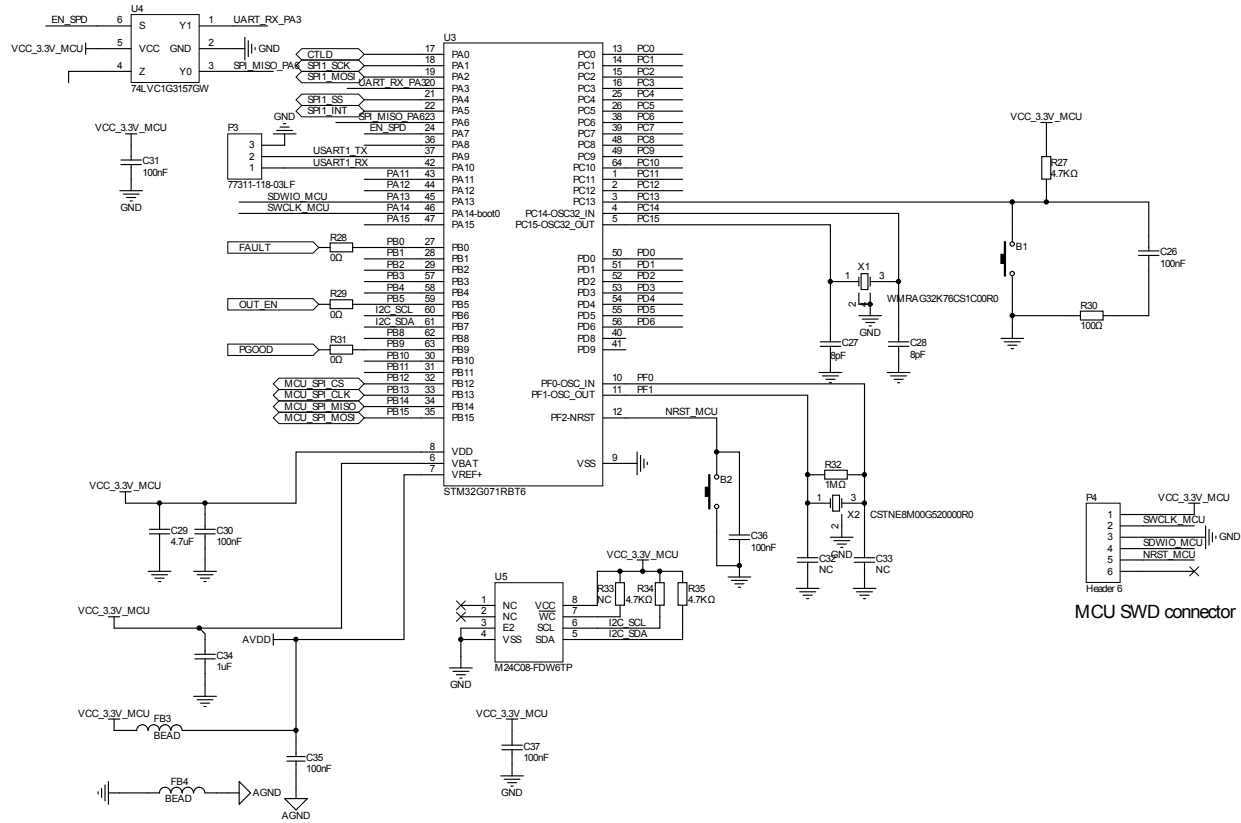 U4
EN_SPD 6 S Y1 1 UART_RX_PA3
VCC_3.3V_MCU 5 VCC GND 2 GND
4 Z Y0 3 SPI_MISO_PA6
74LVC1G3157GW
VCC_3.3V_MCU
C31
100nF
GND
P3
GND
3
2 USART1_TX
1 USART1_RX
77311-118-03LF
U3
CTLD 17 PA0
SPI1_SCK 18 PA1
SPI1_MOSI 19 PA2
UART_RX_PA3 20 PA3
SPI1_SS 21 PA4
SPI1_INT 22 PA5
SPI_MISO_PA6 23 PA6
EN_SPD 24 PA7
36 PA8
37 PA9
42 PA10
PA11 43 PA11
PA12 44 PA12
SDWIO_MCU PA13 45 PA13
SWCLK_MCU PA14 46 PA14-boot0
PA15 47 PA15
FAULT R28 0Ω PB0 27 PB0
PB1 28 PB1
PB2 29 PB2
PB3 57 PB3
PB4 58 PB4
OUT_EN R29 0Ω PB5 59 PB5
I2C_SCL 60 PB6
I2C_SDA 61 PB7
PB8 62 PB8
PGOOD R31 0Ω PB9 63 PB9
PB10 30 PB10
PB11 31 PB11
MCU_SPI_CS PB12 32 PB12
MCU_SPI_CLK PB13 33 PB13
MCU_SPI_MISO PB14 34 PB14
MCU_SPI_MOSI PB15 35 PB15
8 VDD
6 VBAT
7 VREF+
STM32G071RBT6
PC0 13 PC0
PC1 14 PC1
PC2 15 PC2
PC3 16 PC3
PC4 25 PC4
PC5 26 PC5
PC6 38 PC6
PC7 39 PC7
PC8 48 PC8
PC9 49 PC9
PC10 64 PC10
PC11 1 PC11
PC12 2 PC12
PC13 3 PC13
PC14-OSC32_IN 4 PC14
PC15-OSC32_OUT 5 PC15
PD0 50 PD0
PD1 51 PD1
PD2 52 PD2
PD3 53 PD3
PD4 54 PD4
PD5 55 PD5
PD6 56 PD6
PD8 40
PD9 41
PF0-OSC_IN 10 PF0
PF1-OSC_OUT 11 PF1
PF2-NRST 12 NRST_MCU
VSS 9
VCC_3.3V_MCU
R27
4.7KΩ
B1
C26
100nF
R30
100Ω
X1
1 3
2 4
WMRAG32K76CS1C00R0
GND
C27
8pF
C28
8pF
R32
1MΩ
1 3
X2
2
CSTNE8M00G520000R0
GND
C32
NC
C33
NC
B2
C36
100nF
VCC_3.3V_MCU
C29
4.7uF
C30
100nF
VCC_3.3V_MCU
C34
1uF
AVDD
VCC_3.3V_MCU
FB3
BEAD
C35
100nF
AGND
FB4
BEAD
AGND
VCC_3.3V_MCU
R33
NC
R34
4.7KΩ
R35
4.7KΩ
U5
1 NC VCC 8
2 NC WC 7
3 E2 SCL 6 I2C_SCL
4 VSS SDA 5 I2C_SDA
M24C08-FDW6TP
GND
VCC_3.3V_MCU
C37
100nF
GND
P4
1 VCC_3.3V_MCU
2 SWCLK_MCU
3 GND
4 SDWIO_MCU
5 NRST_MCU
6
Header 6
MCU SWD connector